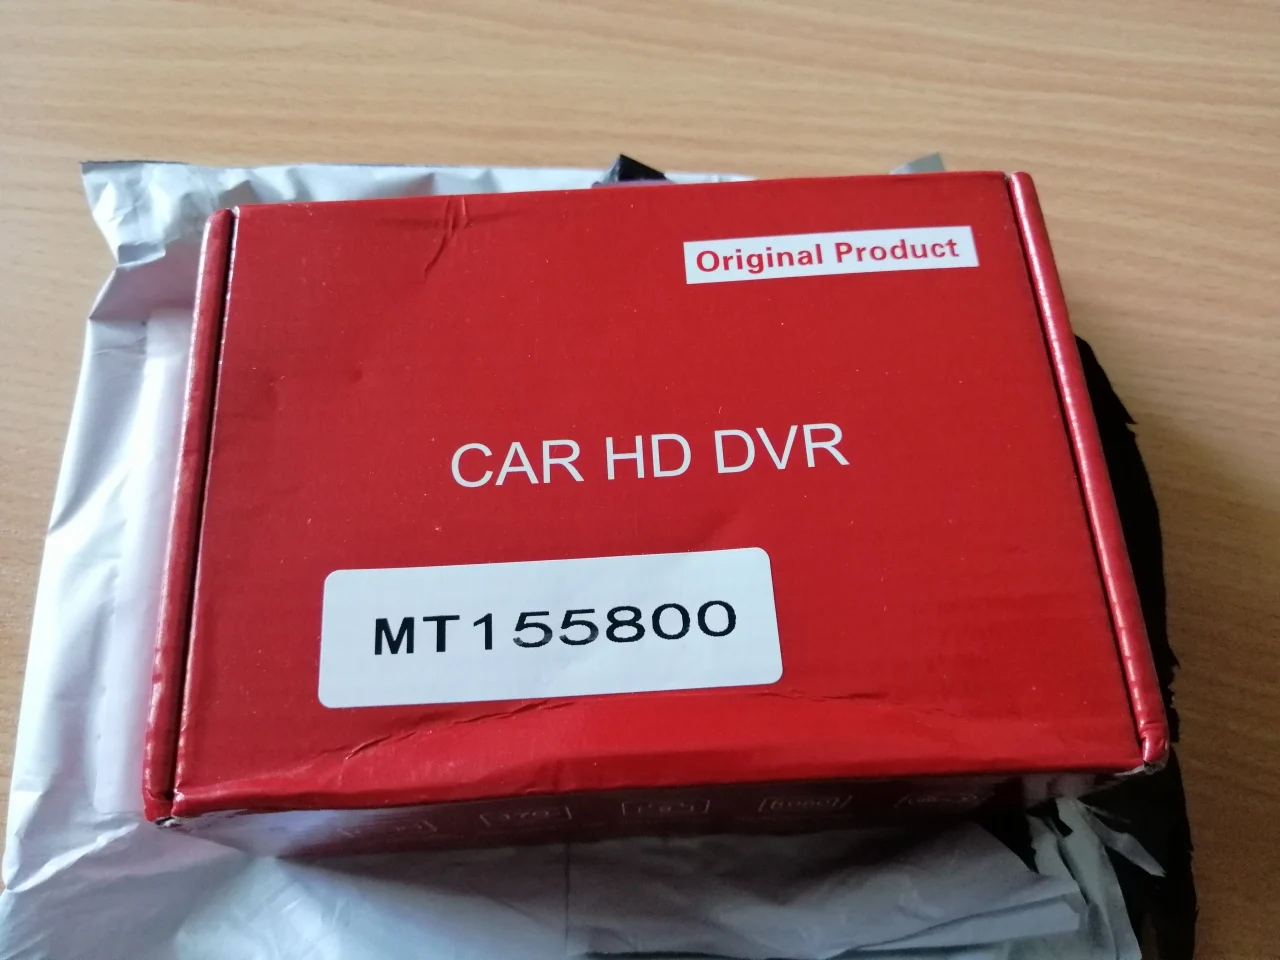 Original Product
CAR HD DVR
MT155800